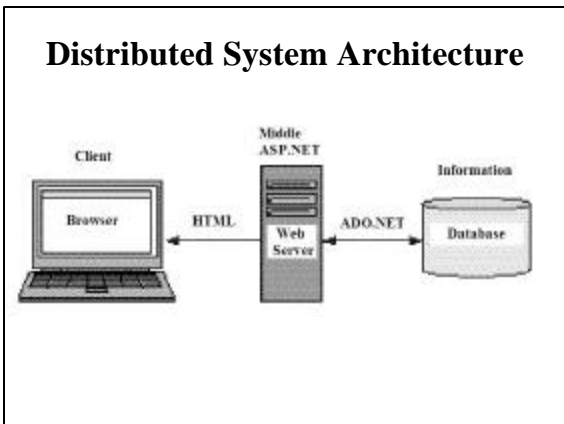 Distributed System Architecture
Client
Middle
ASP.NET
Information
Browser
HTML
Web
Server
ADO.NET
Database